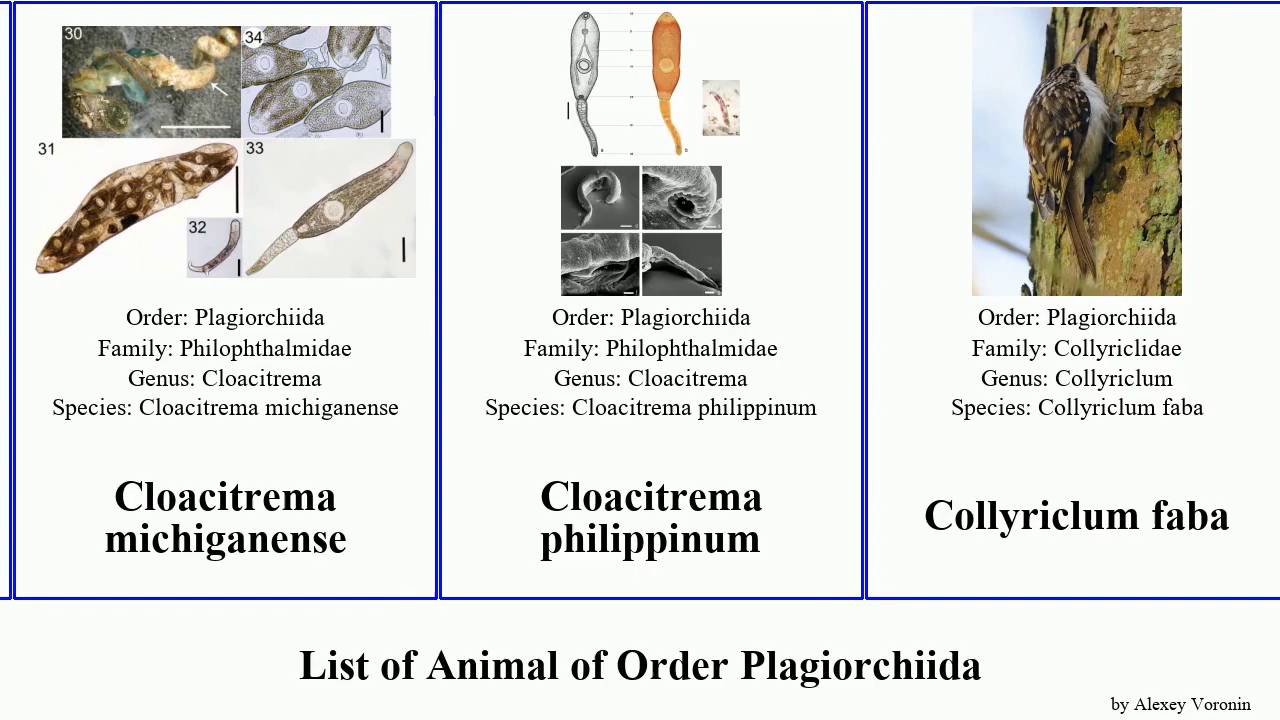 30
34
31
33
32
Order: Plagiorchiida
Family: Philophthalmidae
Genus: Cloacitrema
Species: Cloacitrema michiganense
Cloacitrema
michiganense
Order: Plagiorchiida
Family: Philophthalmidae
Genus: Cloacitrema
Species: Cloacitrema philippinum
Cloacitrema
philippinum
Order: Plagiorchiida
Family: Collyriclidae
Genus: Collyriclum
Species: Collyriclum faba
Collyriclum faba
List of Animal of Order Plagiorchiida
by Alexey Voronin